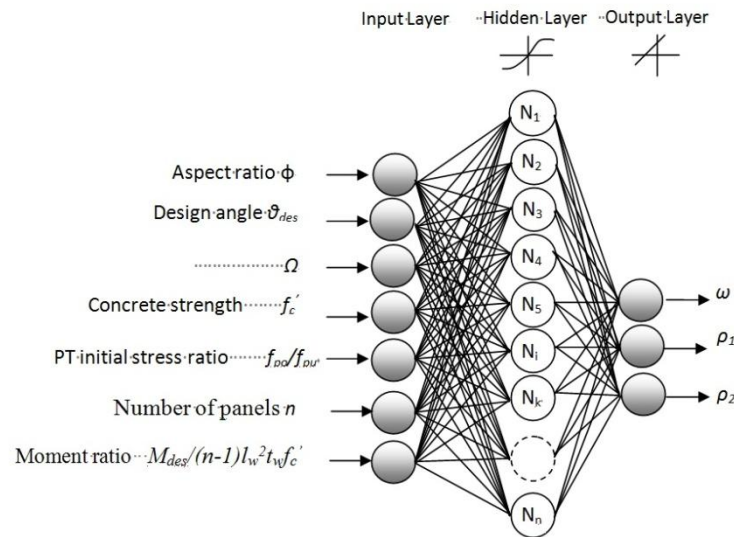 Input Layer
Hidden Layer
Output Layer
Aspect ratio ϕ
Design angle ϑdes
Ω
Concrete strength f′c
PT initial stress ratio fpo/fpu
Number of panels n
Moment ratio Mdes/(n-1)lw²twfc′
N1
N2
N3
N4
N5
Ni
Nk
Nn
ω
ρ1
ρ2